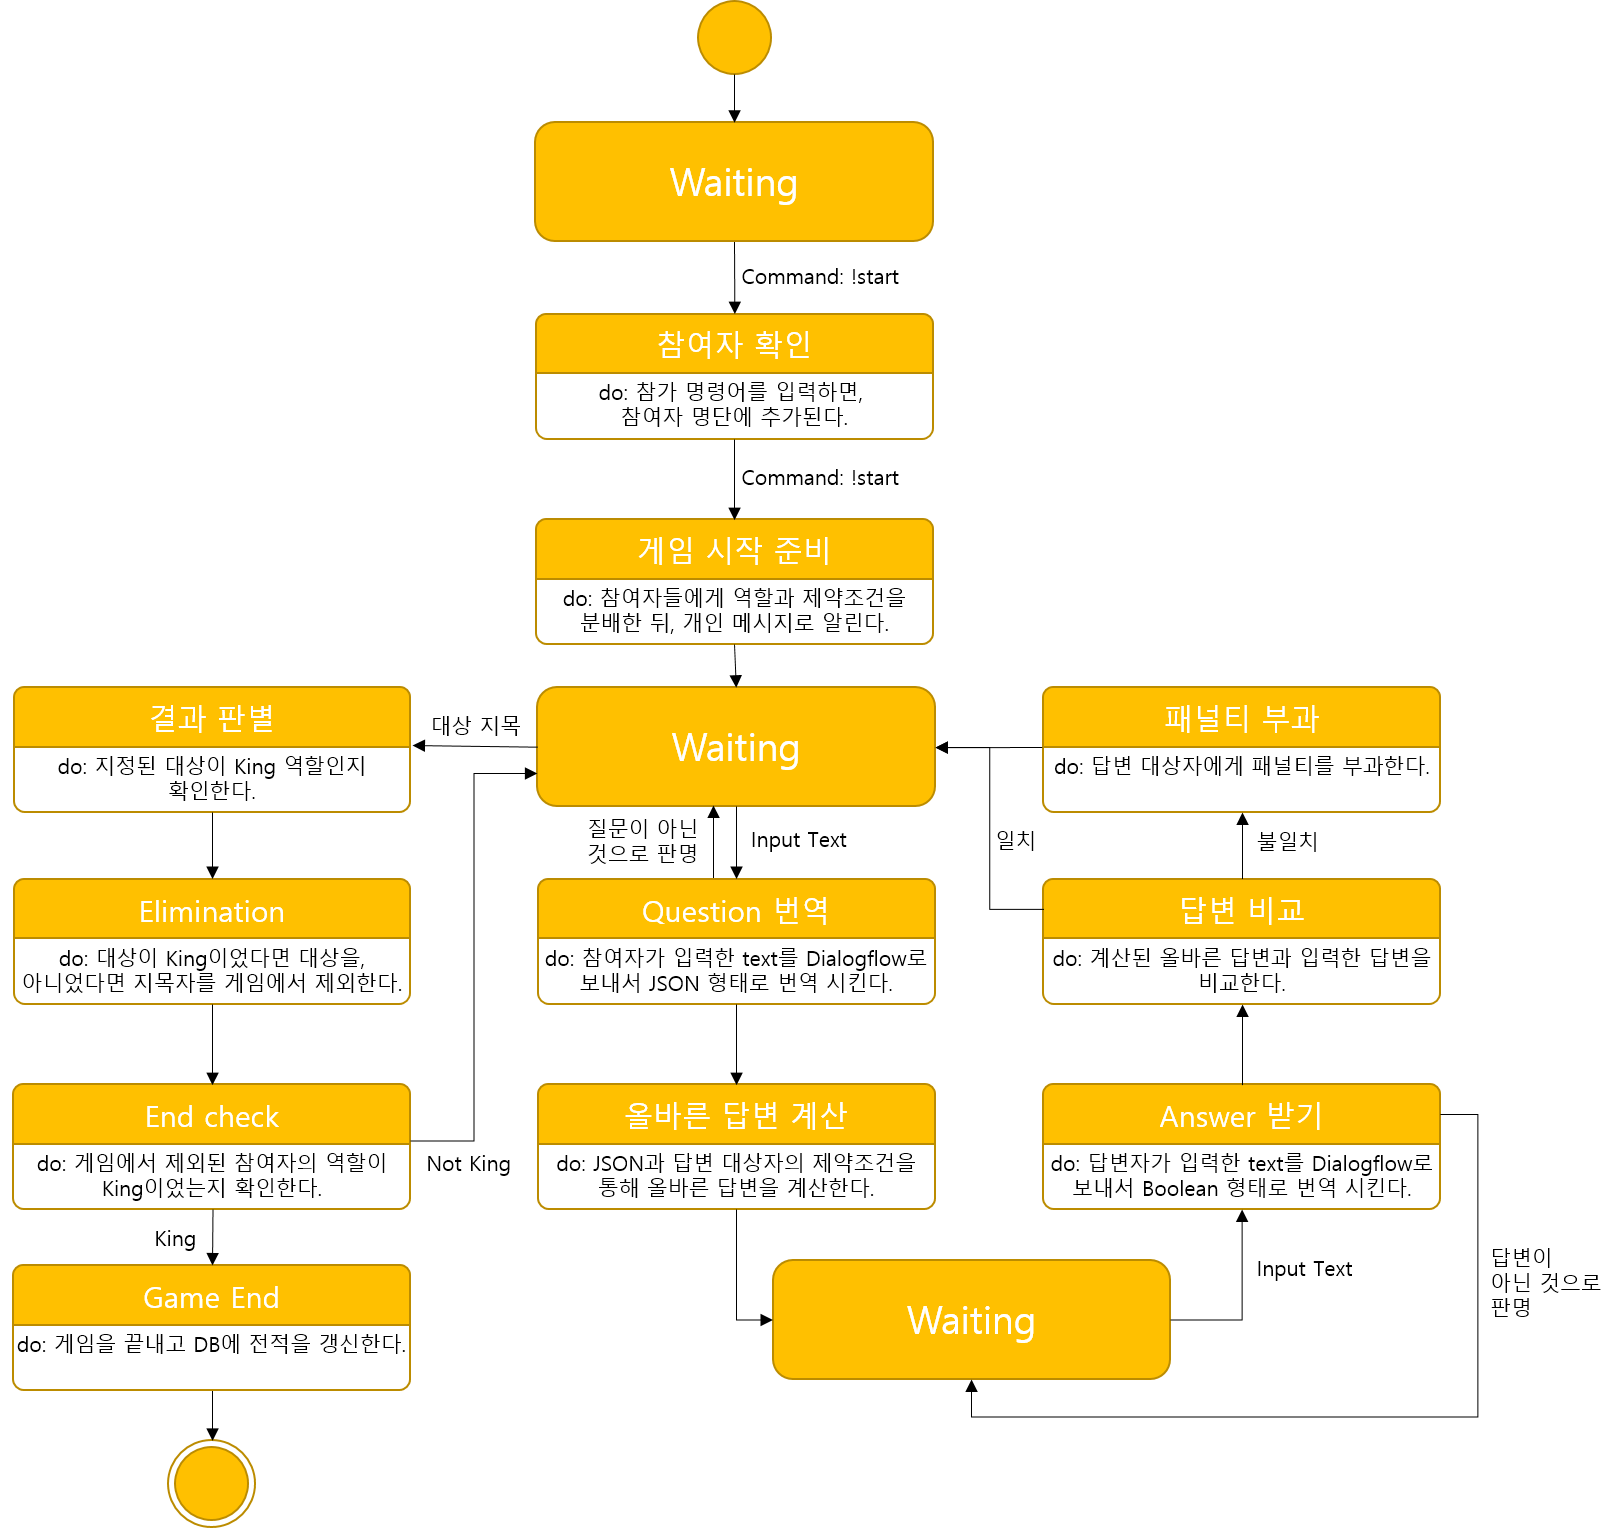 Waiting
Command: !start
참여자 확인
do: 참가 명령어를 입력하면,
참여자 명단에 추가된다.
Command: !start
게임 시작 준비
do: 참여자들에게 역할과 제약조건을
분배한 뒤, 개인 메시지로 알린다.
결과 판별
do: 지정된 대상이 King 역할인지
확인한다.
대상 지목
Waiting
패널티 부과
do: 답변 대상자에게 패널티를 부과한다.
질문이 아닌
것으로 판명
Input Text
일치
불일치
Elimination
do: 대상이 King이었다면 대상을,
아니었다면 지목자를 게임에서 제외한다.
Question 번역
do: 참여자가 입력한 text를 Dialogflow로
보내서 JSON 형태로 번역 시킨다.
답변 비교
do: 계산된 올바른 답변과 입력한 답변을
비교한다.
End check
do: 게임에서 제외된 참여자의 역할이
King이었는지 확인한다.
Not King
올바른 답변 계산
do: JSON과 답변 대상자의 제약조건을
통해 올바른 답변을 계산한다.
Answer 받기
do: 답변자가 입력한 text를 Dialogflow로
보내서 Boolean 형태로 번역 시킨다.
King
Game End
do: 게임을 끝내고 DB에 전적을 갱신한다.
Waiting
Input Text
답변이
아닌 것으로
판명